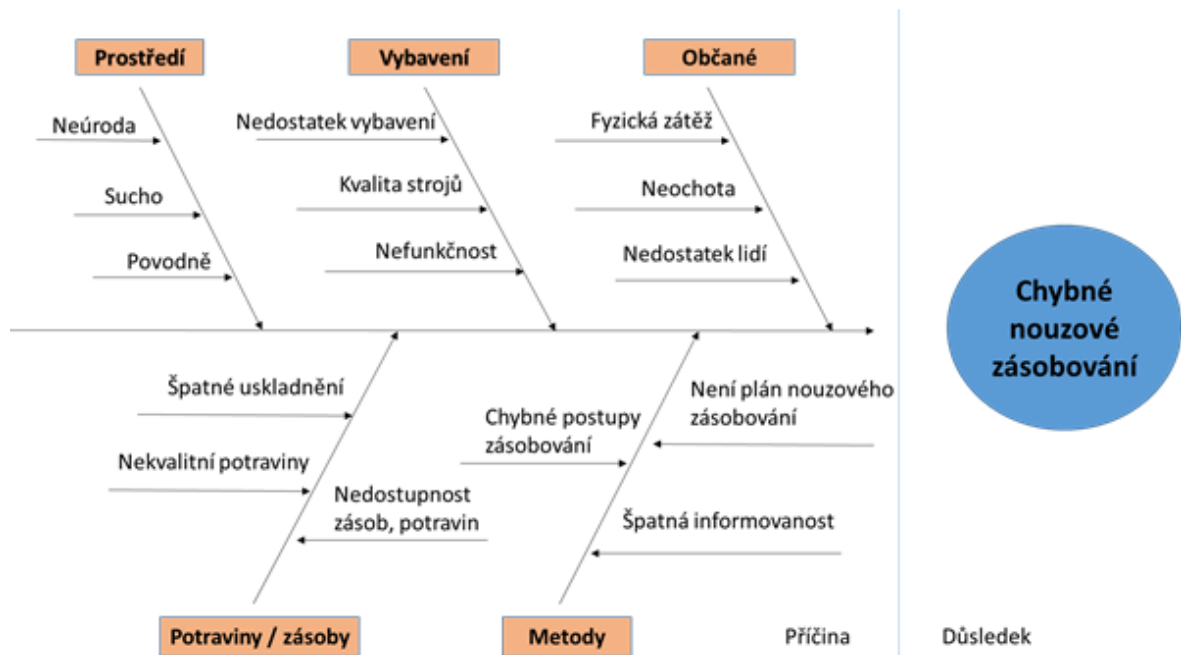 Prostředí
Vybavení
Občané
Neúroda
Nedostatek vybavení
Fyzická zátěž
Sucho
Kvalita strojů
Neochota
Povodně
Nefunkčnost
Nedostatek lidí
Chybné
nouzové
zásobování
Špatné uskladnění
Nekvalitní potraviny
Nedostupnost
zásob, potravin
Chybné postupy
zásobování
Není plán nouzového
zásobování
Špatná informovanost
Potraviny / zásoby
Metody
Příčina
Důsledek